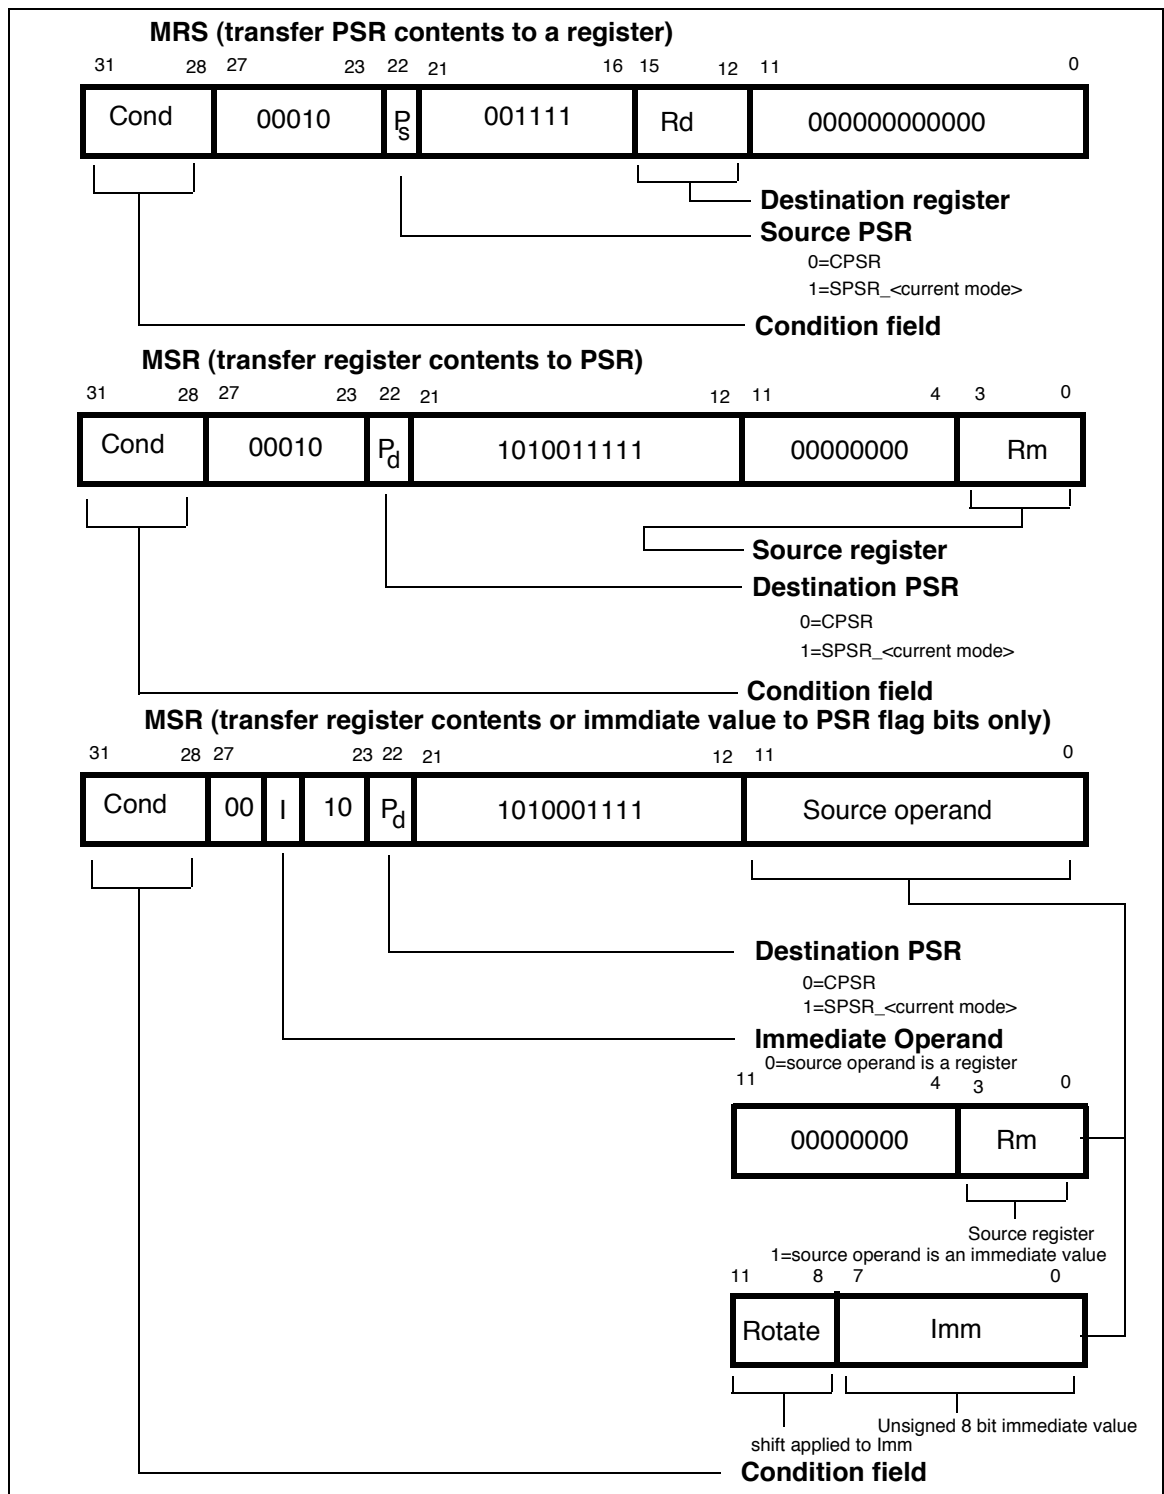 MRS (transfer PSR contents to a register)
31 28 27 23 22 21 16 15 12 11 0
Cond 00010 Ps 001111 Rd 000000000000
Destination register
Source PSR
0=CPSR
1=SPSR_<current mode>
Condition field
MSR (transfer register contents to PSR)
31 28 27 23 22 21 12 11 4 3 0
Cond 00010 Pd 1010011111 00000000 Rm
Source register
Destination PSR
0=CPSR
1=SPSR_<current mode>
Condition field
MSR (transfer register contents or immdiate value to PSR flag bits only)
31 28 27 23 22 21 12 11 0
Cond 00 I 10 Pd 1010001111 Source operand
Destination PSR
0=CPSR
1=SPSR_<current mode>
Immediate Operand
0=source operand is a register
11 4 3 0
00000000 Rm
Source register
1=source operand is an immediate value
11 8 7 0
Rotate Imm
Unsigned 8 bit immediate value
shift applied to Imm
Condition field